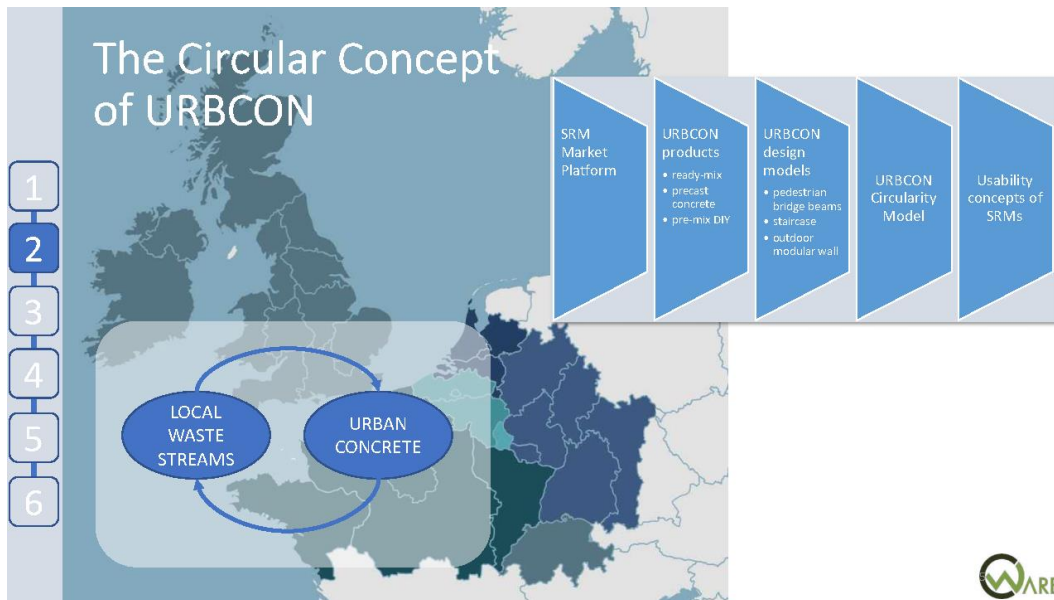 The Circular Concept
of URBCON
1
2
3
4
5
6
SRM
Market
Platform
URBCON
products
• ready-mix
• precast
concrete
• pre-mix DIY
URBCON
design
models
• pedestrian
bridge beams
• staircase
• outdoor
modular wall
URBCON
Circularity
Model
Usability
concepts of
SRMs
LOCAL
WASTE
STREAMS
URBAN
CONCRETE